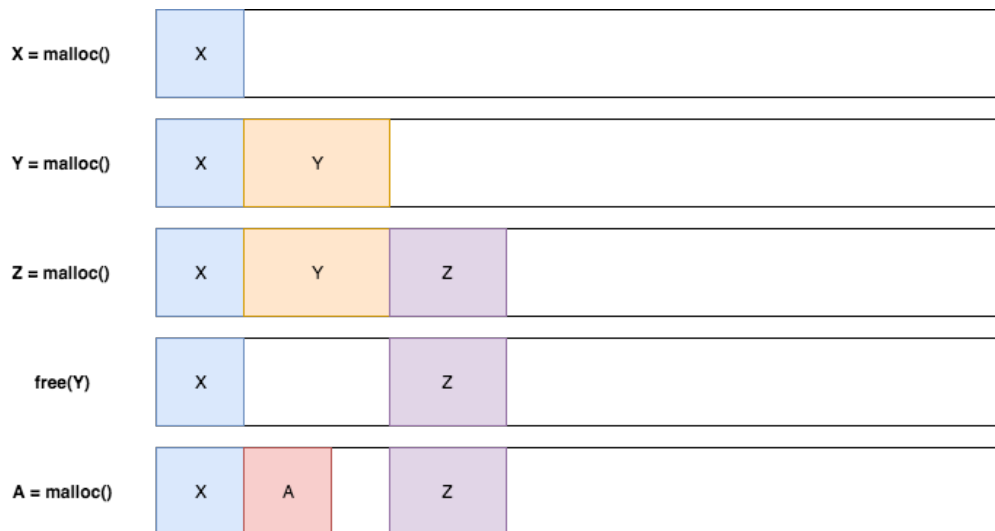 X = malloc() X
Y = malloc() X Y
Z = malloc() X Y Z
free(Y) X Z
A = malloc() X A Z